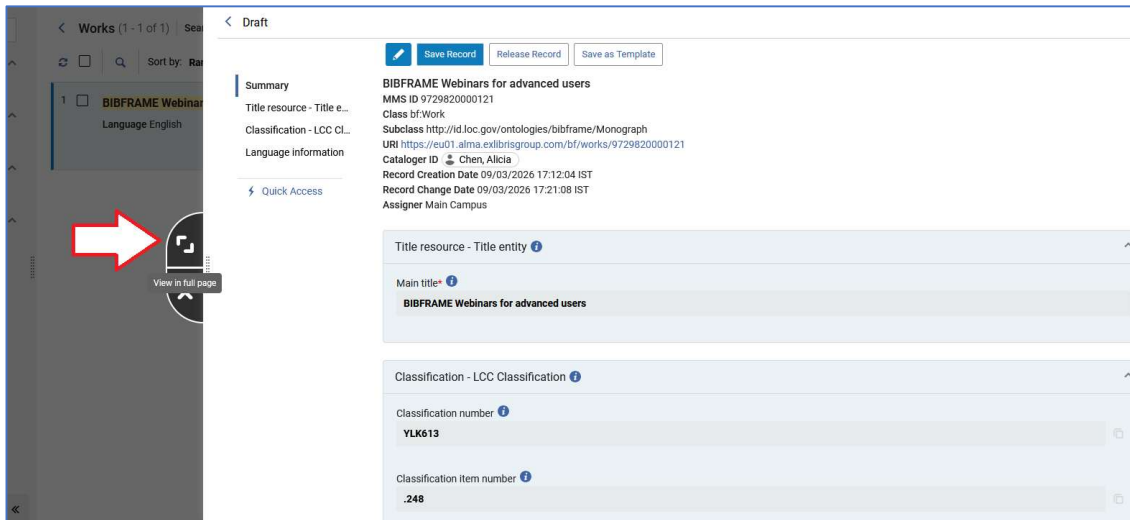 Works (1 - 1 of 1) Sea
Sort by: Ra
1 BIBFRAME Webinar
Language English
View in full page
Draft
Save Record Release Record Save as Template
Summary
Title resource - Title e...
Classification - LCC Cl...
Language information
Quick Access
BIBFRAME Webinars for advanced users
MMS ID 9729820000121
Class bf:Work
Subclass http://id.loc.gov/ontologies/bibframe/Monograph
URI https://eu01.alma.exlibrisgroup.com/bf/works/9729820000121
Cataloger ID Chen, Alicia
Record Creation Date 09/03/2026 17:12:04 IST
Record Change Date 09/03/2026 17:21:08 IST
Assigner Main Campus
Title resource - Title entity
Main title*
BIBFRAME Webinars for advanced users
Classification - LCC Classification
Classification number
YLK613
Classification item number
.248